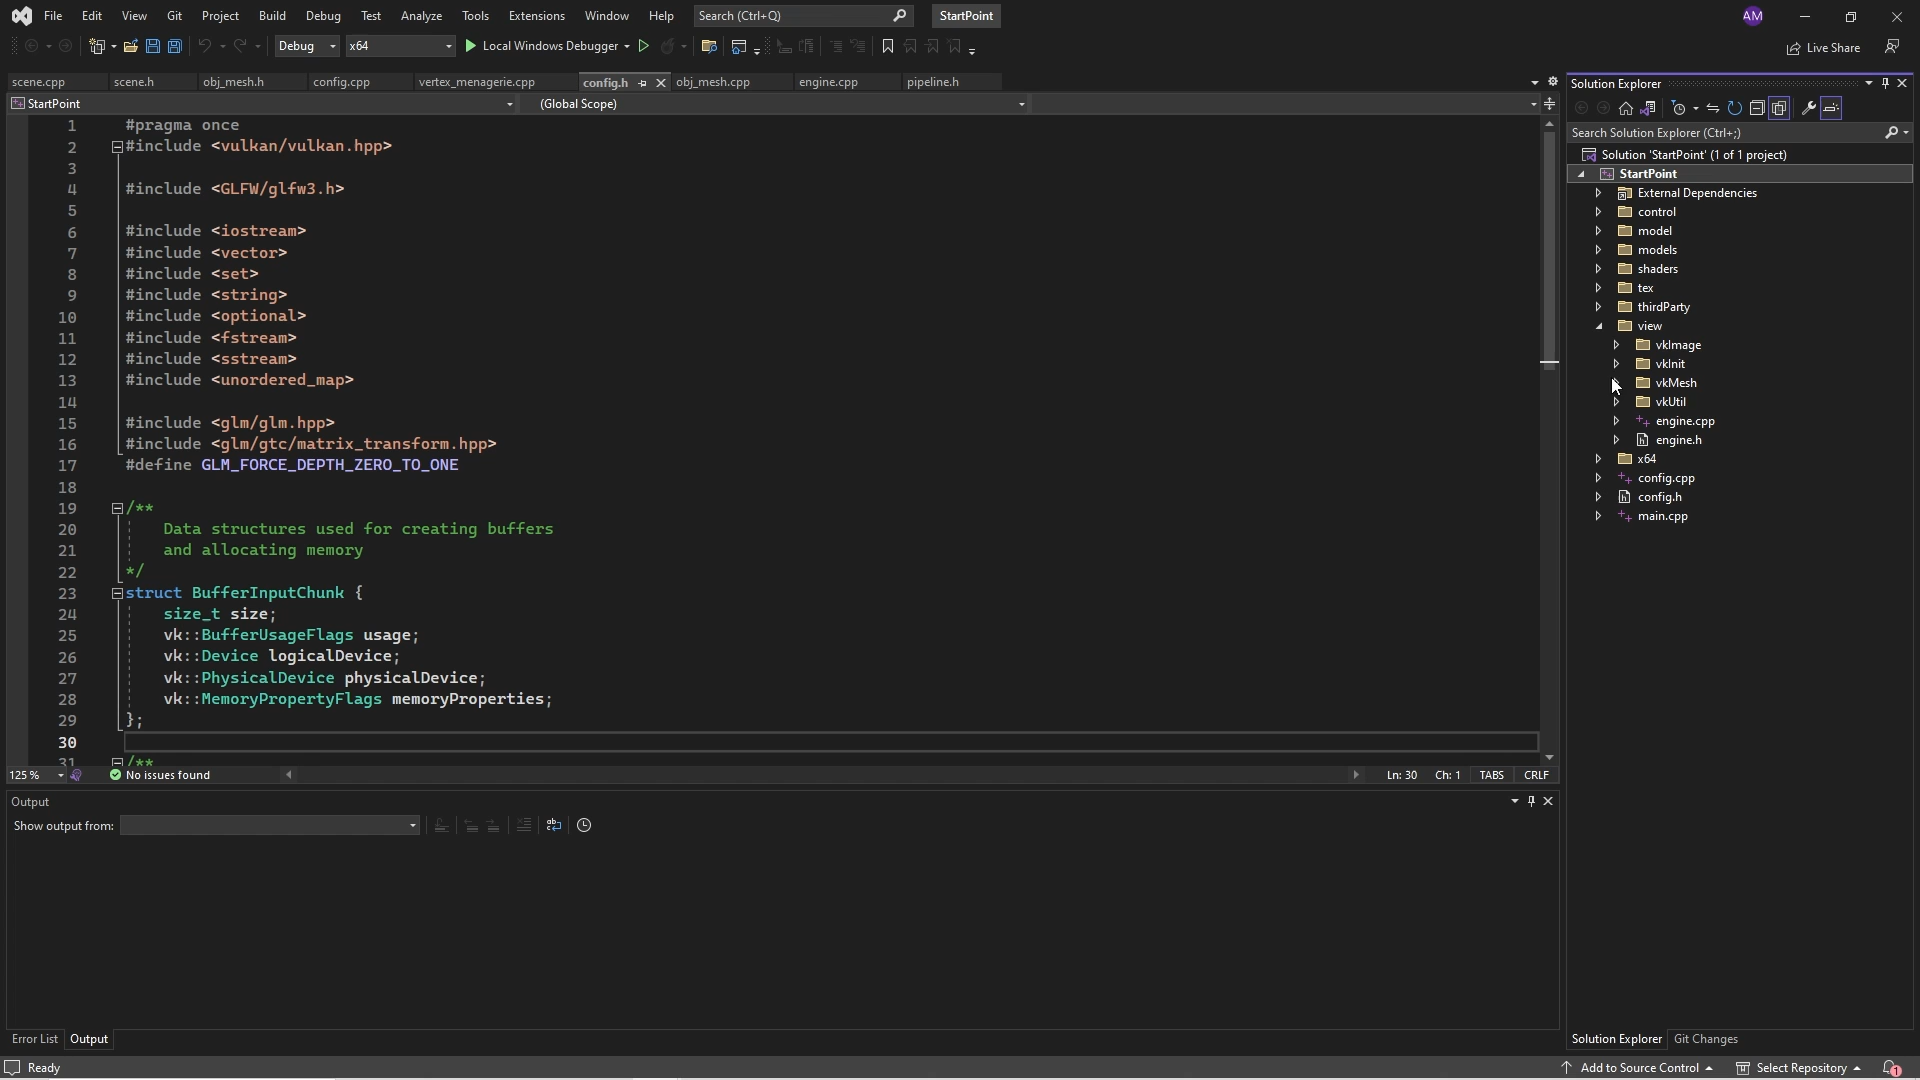 File Edit View Git Project Build Debug Test Analyze Tools Extensions Window Help Search (Ctrl+Q) StartPoint AM
Debug x64 Local Windows Debugger Live Share
scene.cpp scene.h obj_mesh.h config.cpp vertex_menagerie.cpp config.h obj_mesh.cpp engine.cpp pipeline.h
StartPoint (Global Scope)
1 #pragma once
2 #include <vulkan/vulkan.hpp>
3
4 #include <GLFW/glfw3.h>
5
6 #include <iostream>
7 #include <vector>
8 #include <set>
9 #include <string>
10 #include <optional>
11 #include <fstream>
12 #include <sstream>
13 #include <unordered_map>
14
15 #include <glm/glm.hpp>
16 #include <glm/gtc/matrix_transform.hpp>
17 #define GLM_FORCE_DEPTH_ZERO_TO_ONE
18
19 /**
20 Data structures used for creating buffers
21 and allocating memory
22 */
23 struct BufferInputChunk {
24 size_t size;
25 vk::BufferUsageFlags usage;
26 vk::Device logicalDevice;
27 vk::PhysicalDevice physicalDevice;
28 vk::MemoryPropertyFlags memoryProperties;
29 };
30
31 /**
125 % No issues found Ln: 30 Ch: 1 TABS CRLF
Output
Show output from:
Error List Output
Solution Explorer
Search Solution Explorer (Ctrl+;)
Solution 'StartPoint' (1 of 1 project)
StartPoint
External Dependencies
control
model
models
shaders
tex
thirdParty
view
vkImage
vkInit
vkMesh
vkUtil
engine.cpp
engine.h
x64
config.cpp
config.h
main.cpp
Solution Explorer Git Changes
Ready Add to Source Control Select Repository 1